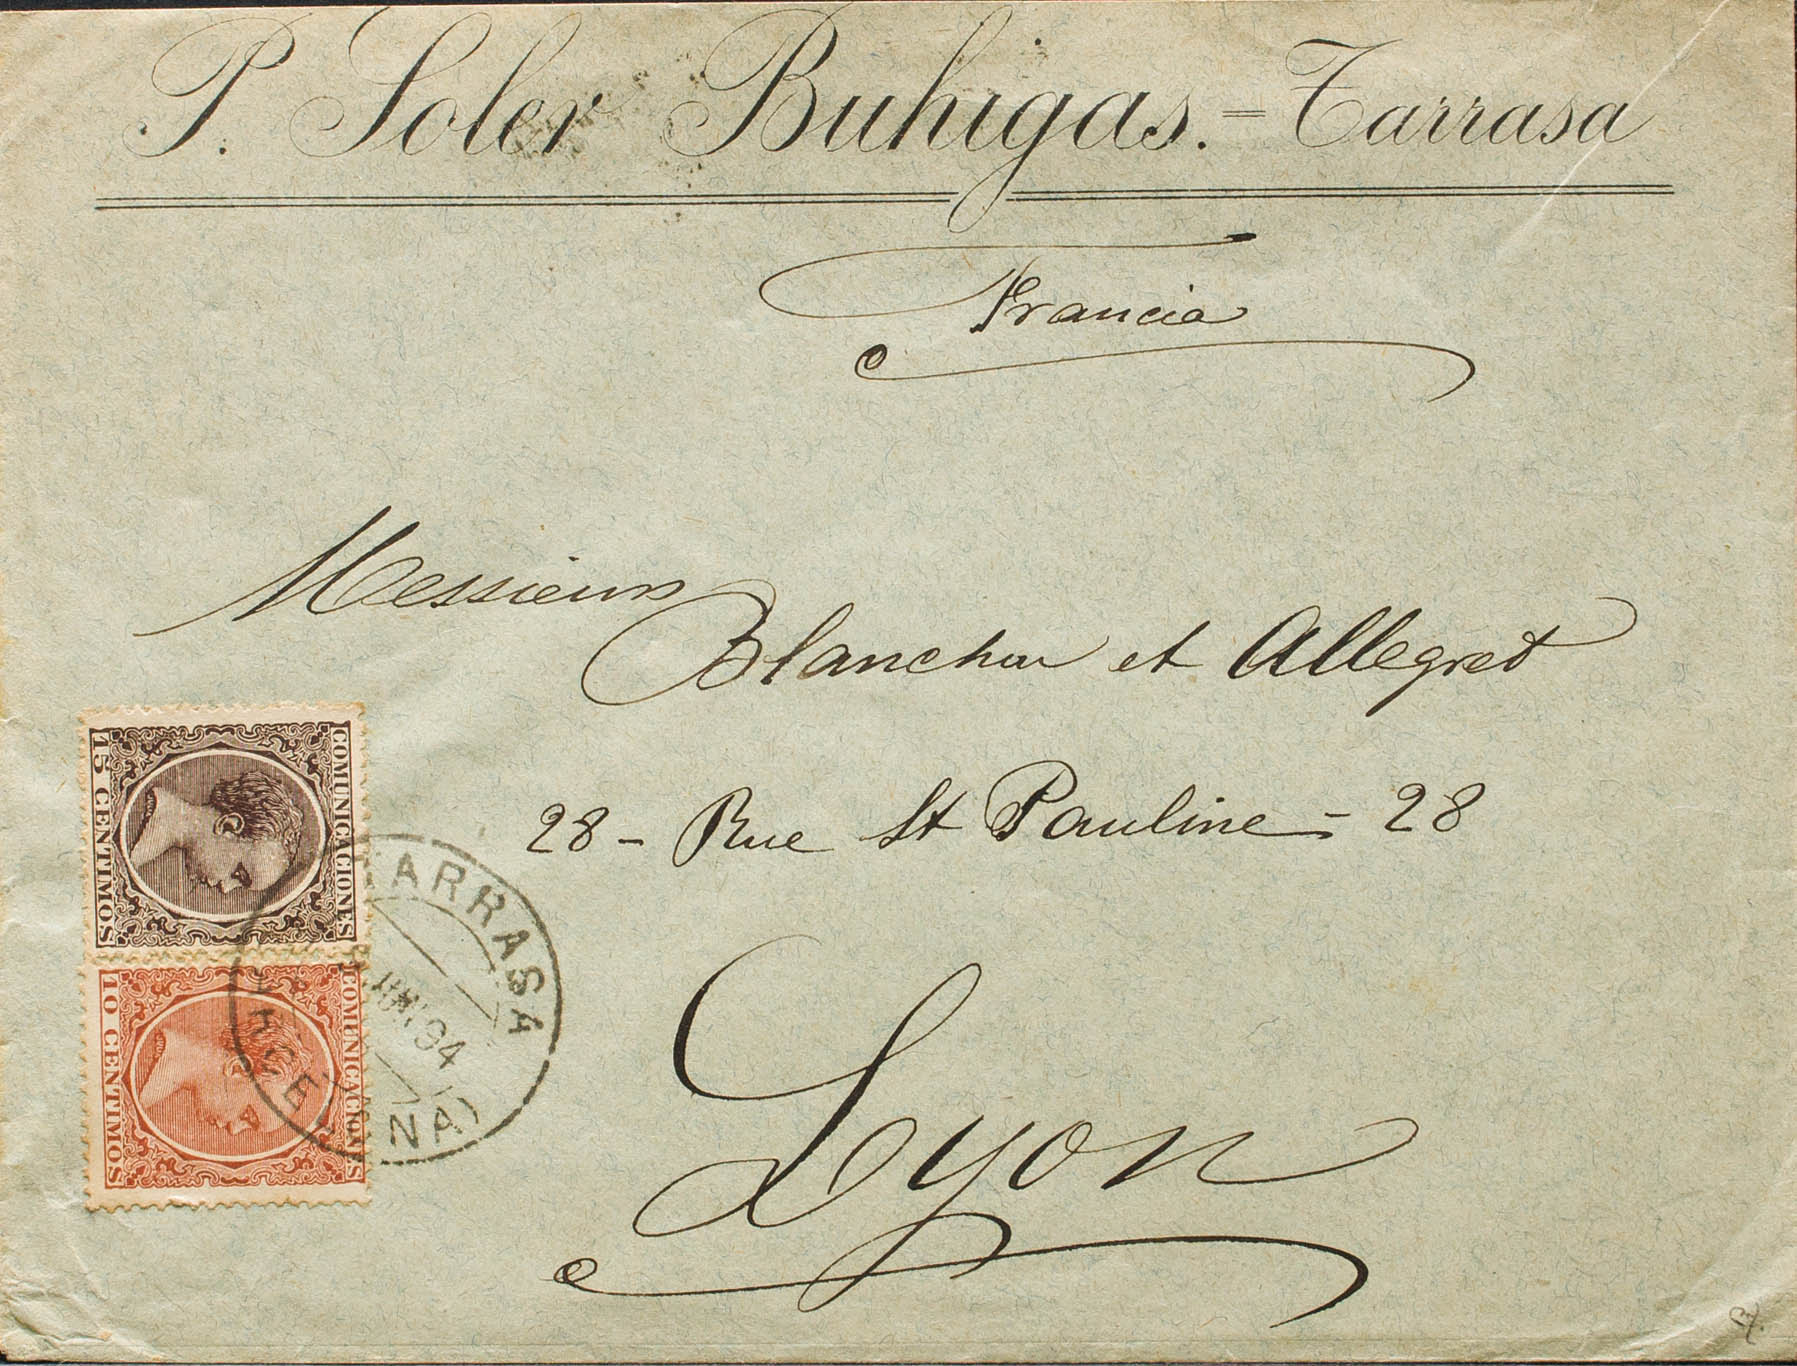 P. Soler Buhigas.=Tarrasa
Francia
Messieurs
et Allegret
28 - Rue St Pauline - 28
Lyon
COMUNICACIONES
15 CENTIMOS
COMUNICACIONES
10 CENTIMOS
TARRASA
JUN 94